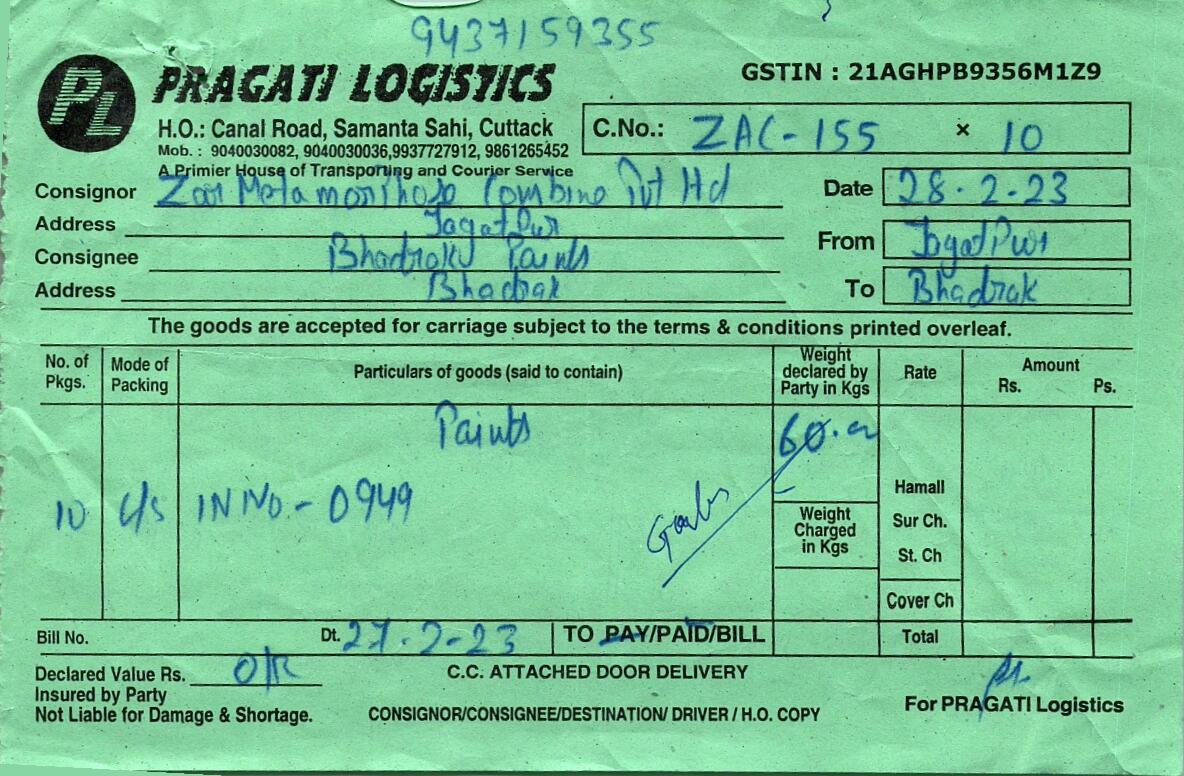 9437159355
PL PRAGATI LOGISTICS
GSTIN : 21AGHPB9356M1Z9
H.O.: Canal Road, Samanta Sahi, Cuttack
Mob. : 9040030082, 9040030036,9937727912, 9861265452
A Primier House of Transporting and Courier Service
C.No.: ZAC-155 × 10
Consignor Combine Pvt Date 28.2.23
Address Jagatpur From Jagatpur
Consignee Bhadrak Paints
Address Bhadrak To Bhadrak
The goods are accepted for carriage subject to the terms & conditions printed overleaf.
No. of Pkgs. Mode of Packing Particulars of goods (said to contain) Weight declared by Party in Kgs Rate Amount Rs. Ps.
Paints 60.
10 C/S IN NO.- 0949
Hamall
Weight Charged in Kgs
Sur Ch.
St. Ch
Cover Ch
Bill No. Dt. 27.2-23 TO PAY/PAID/BILL Total
Declared Value Rs. O/R C.C. ATTACHED DOOR DELIVERY
Insured by Party
Not Liable for Damage & Shortage. CONSIGNOR/CONSIGNEE/DESTINATION/ DRIVER / H.O. COPY
For PRAGATI Logistics